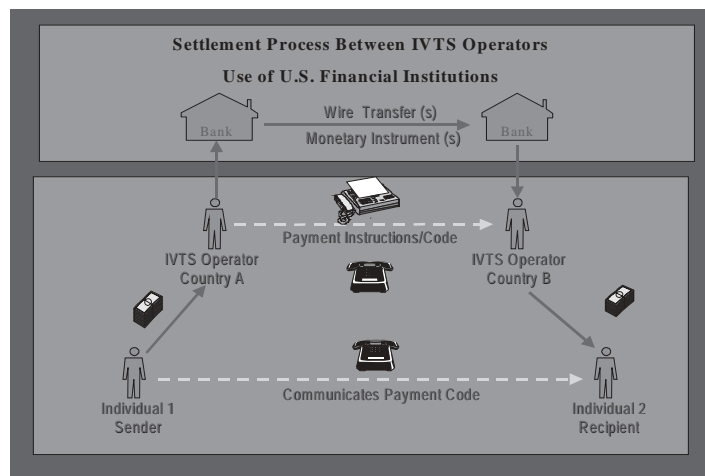 Settlement Process Between IVTS Operators
Use of U.S. Financial Institutions
Bank
Wire Transfer (s)
Monetary Instrument (s)
Bank
Payment Instructions/Code
IVTS Operator
Country A
IVTS Operator
Country B
Communicates Payment Code
Individual 1
Sender
Individual 2
Recipient